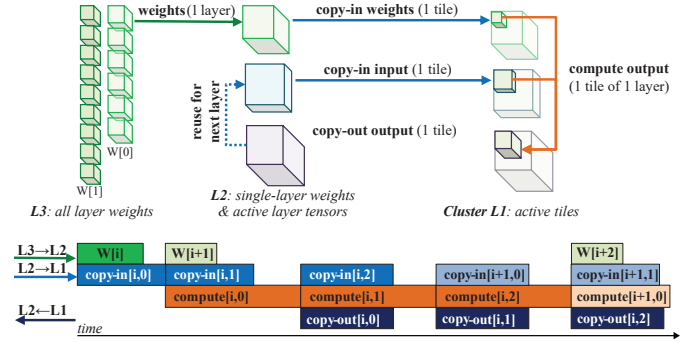 weights (1 layer)
copy-in weights (1 tile)
copy-in input (1 tile)
compute output
(1 tile of 1 layer)
reuse for
next layer
copy-out output (1 tile)
W[0]
W[1]
L3: all layer weights
L2: single-layer weights
& active layer tensors
Cluster L1: active tiles
L3→L2
W[i]
W[i+1]
W[i+2]
L2→L1
copy-in[i,0]
copy-in[i,1]
copy-in[i,2]
copy-in[i+1,0]
copy-in[i+1,1]
compute[i,0]
compute[i,1]
compute[i,2]
compute[i+1,0]
L2←L1
copy-out[i,0]
copy-out[i,1]
copy-out[i,2]
time